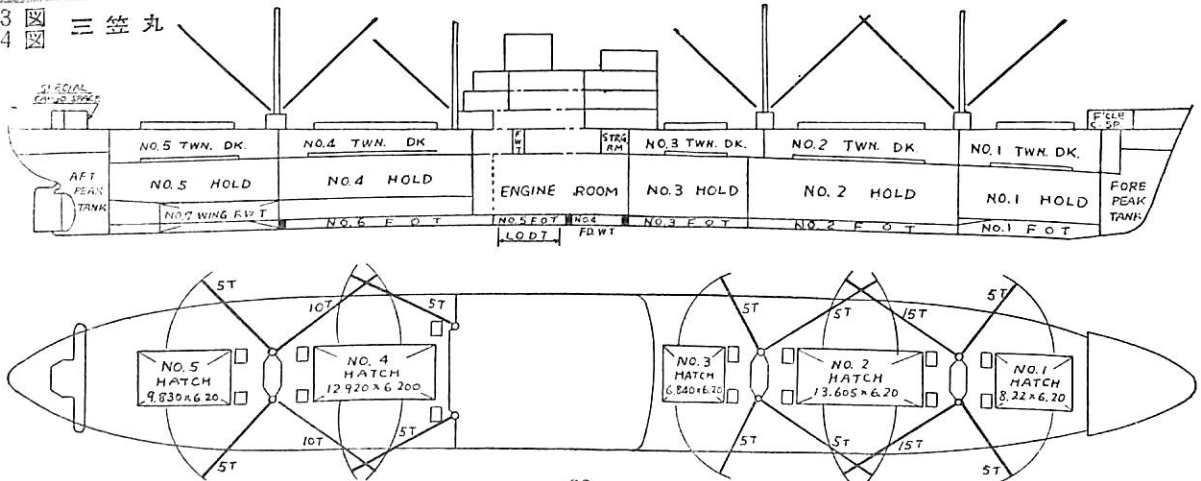 3 図
4 図
三笠丸
SPECIAL
CARGO SPACE
F'CLE
NO.5 TWN. DK.
NO.4 TWN. DK
F
W
T
STRG
RM
NO.3 TWN. DK.
NO.2 TWN. DK.
NO.1 TWN DK.
AFT
PEAK
TANK
NO.5 HOLD
NO.4 HOLD
ENGINE ROOM
NO.3 HOLD
NO.2 HOLD
NO.1 HOLD
FORE
PEAK
TANK
NO.7 WING F.W.T
NO.6 F O T
NO.5 F O T
NO.4
F.D.W.T
NO.3 F O T
NO.2 F O T
NO.1 F O T
L.O.D.T
5T
10T
5T
5T
5T
15T
5T
NO.5
HATCH
9.830×6.20
NO. 4
HATCH
12.920×6.200
NO.3
HATCH
6.840×6.20
NO. 2
HATCH
13.605×6.20
NO.1
HATCH
8.22×6.20
5T
10T
5T
5T
5T
15T
5T